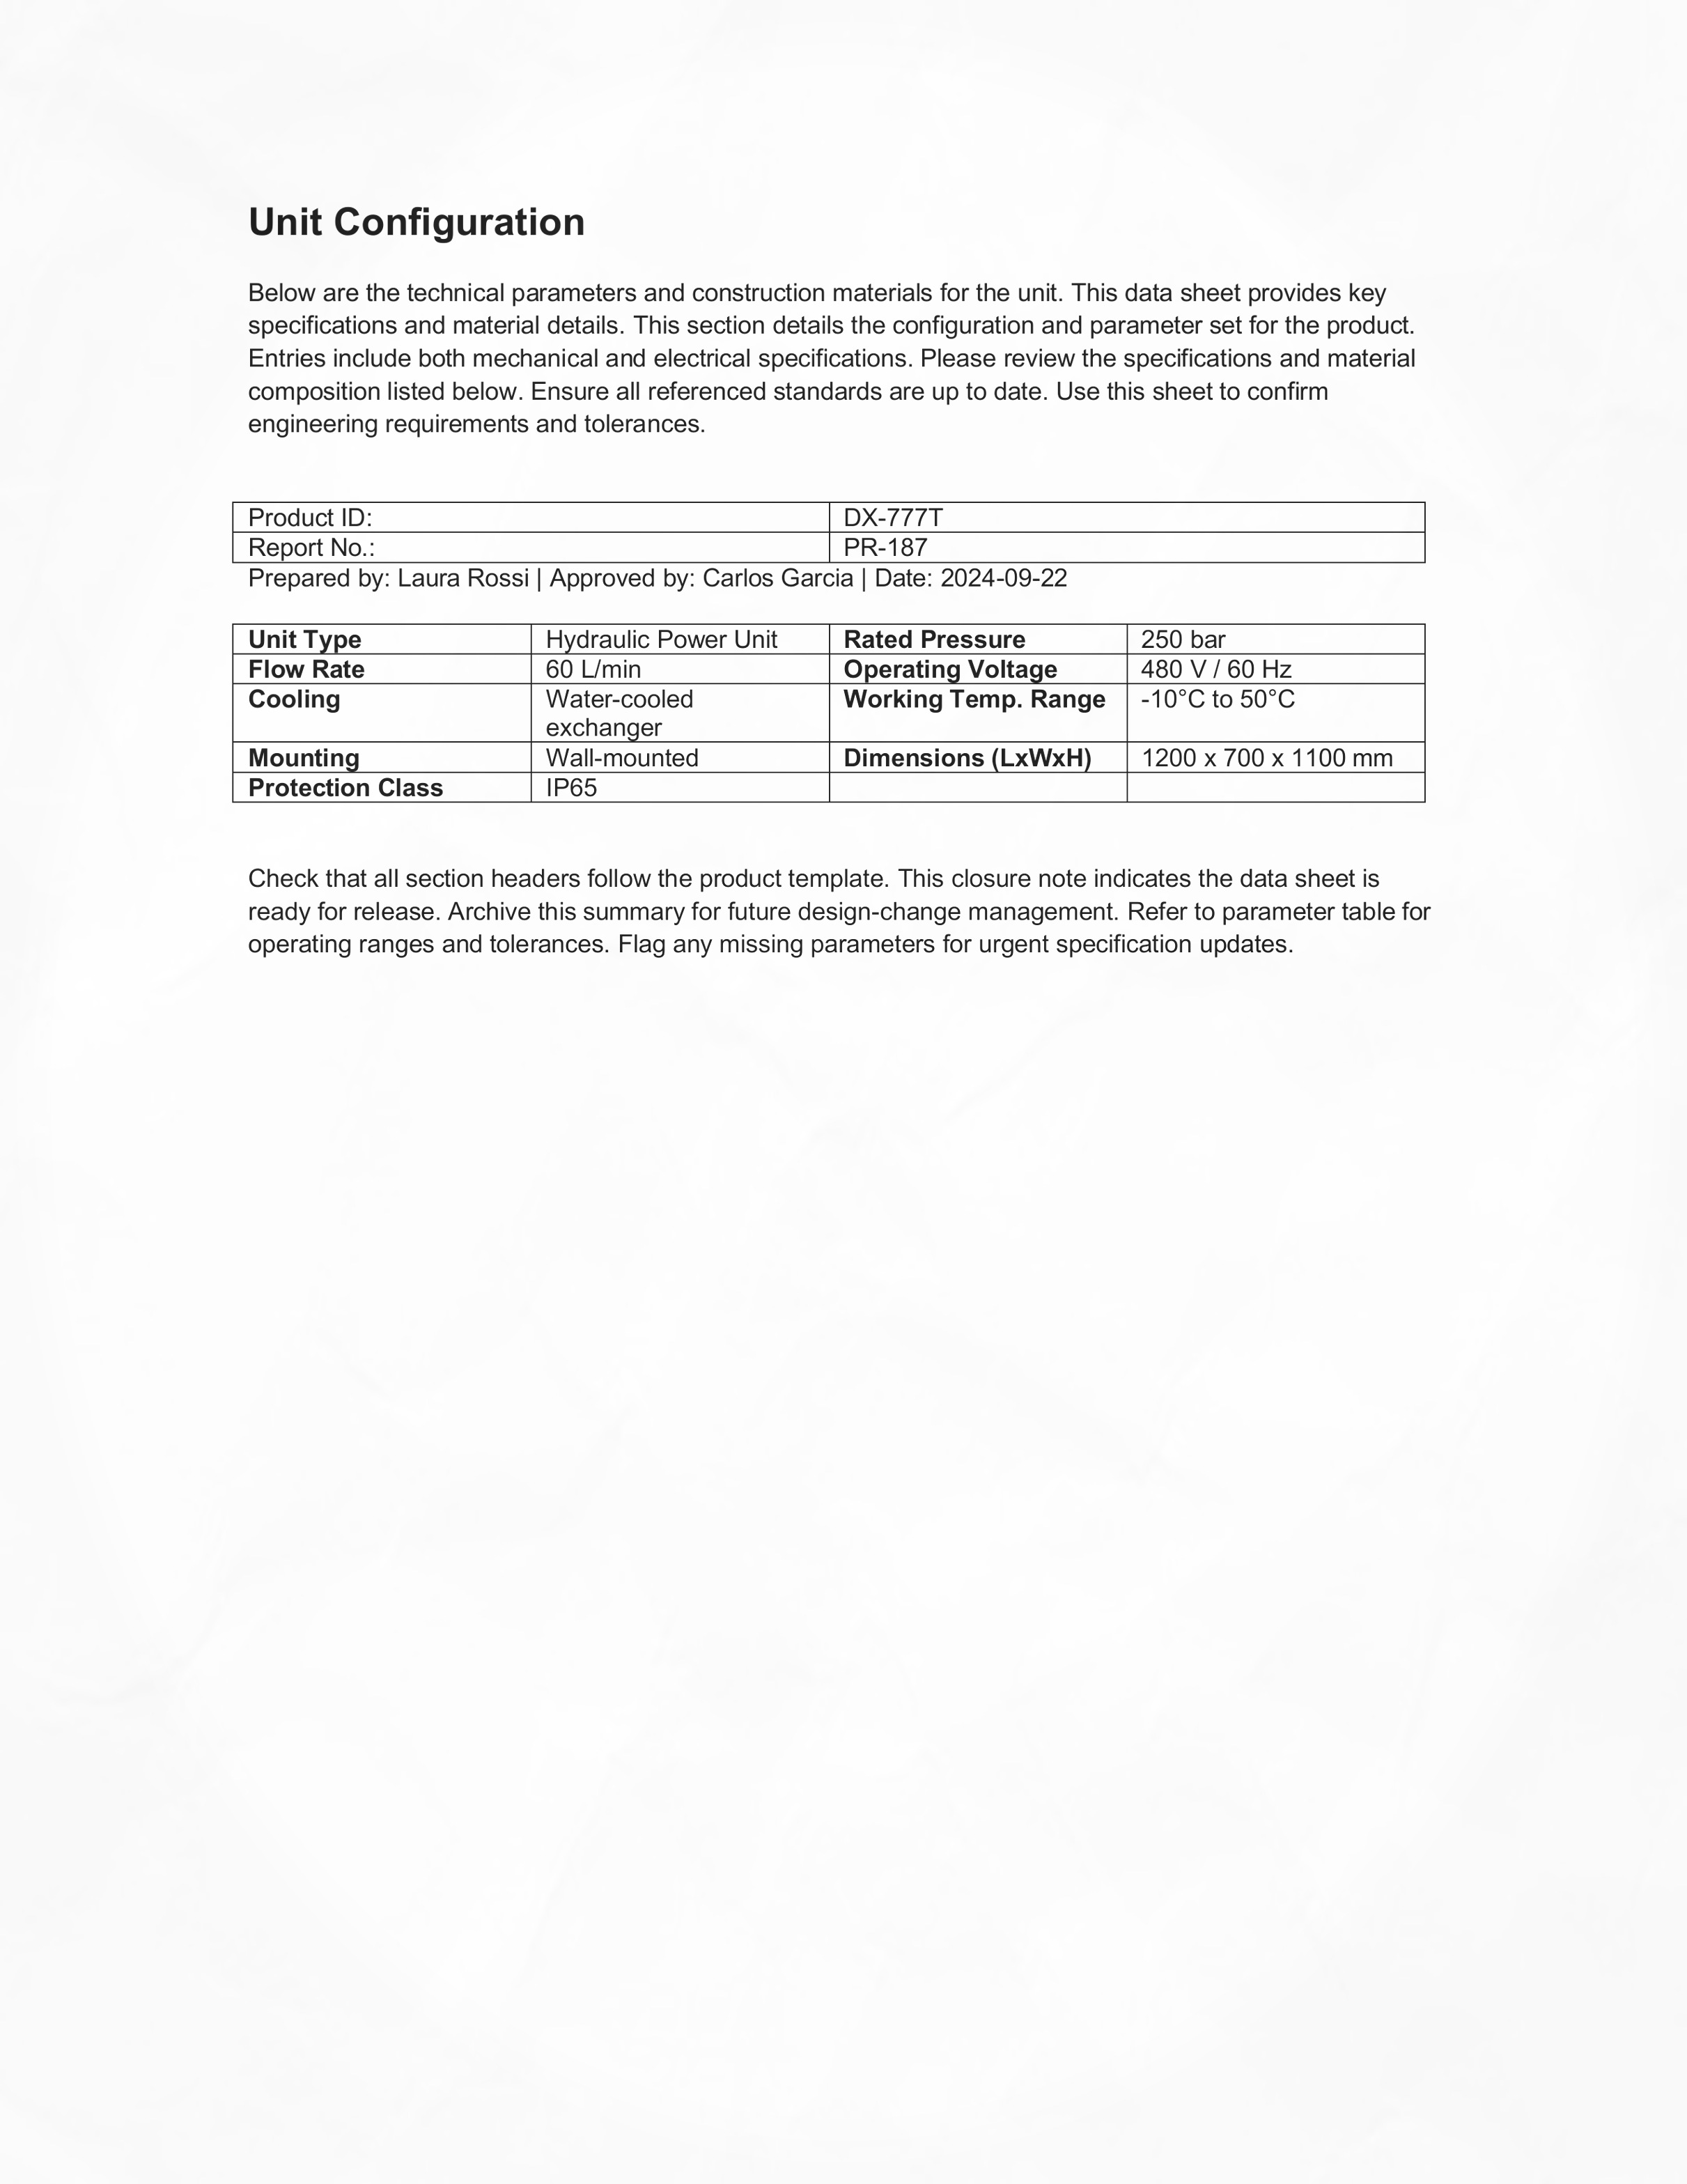 Unit Configuration
Below are the technical parameters and construction materials for the unit. This data sheet provides key
specifications and material details. This section details the configuration and parameter set for the product.
Entries include both mechanical and electrical specifications. Please review the specifications and material
composition listed below. Ensure all referenced standards are up to date. Use this sheet to confirm
engineering requirements and tolerances.
Product ID: DX-777T
Report No.: PR-187
Prepared by: Laura Rossi | Approved by: Carlos Garcia | Date: 2024-09-22
Unit Type Hydraulic Power Unit Rated Pressure 250 bar
Flow Rate 60 L/min Operating Voltage 480 V / 60 Hz
Cooling Water-cooled Working Temp. Range -10°C to 50°C
exchanger
Mounting Wall-mounted Dimensions (LxWxH) 1200 x 700 x 1100 mm
Protection Class IP65
Check that all section headers follow the product template. This closure note indicates the data sheet is
ready for release. Archive this summary for future design-change management. Refer to parameter table for
operating ranges and tolerances. Flag any missing parameters for urgent specification updates.